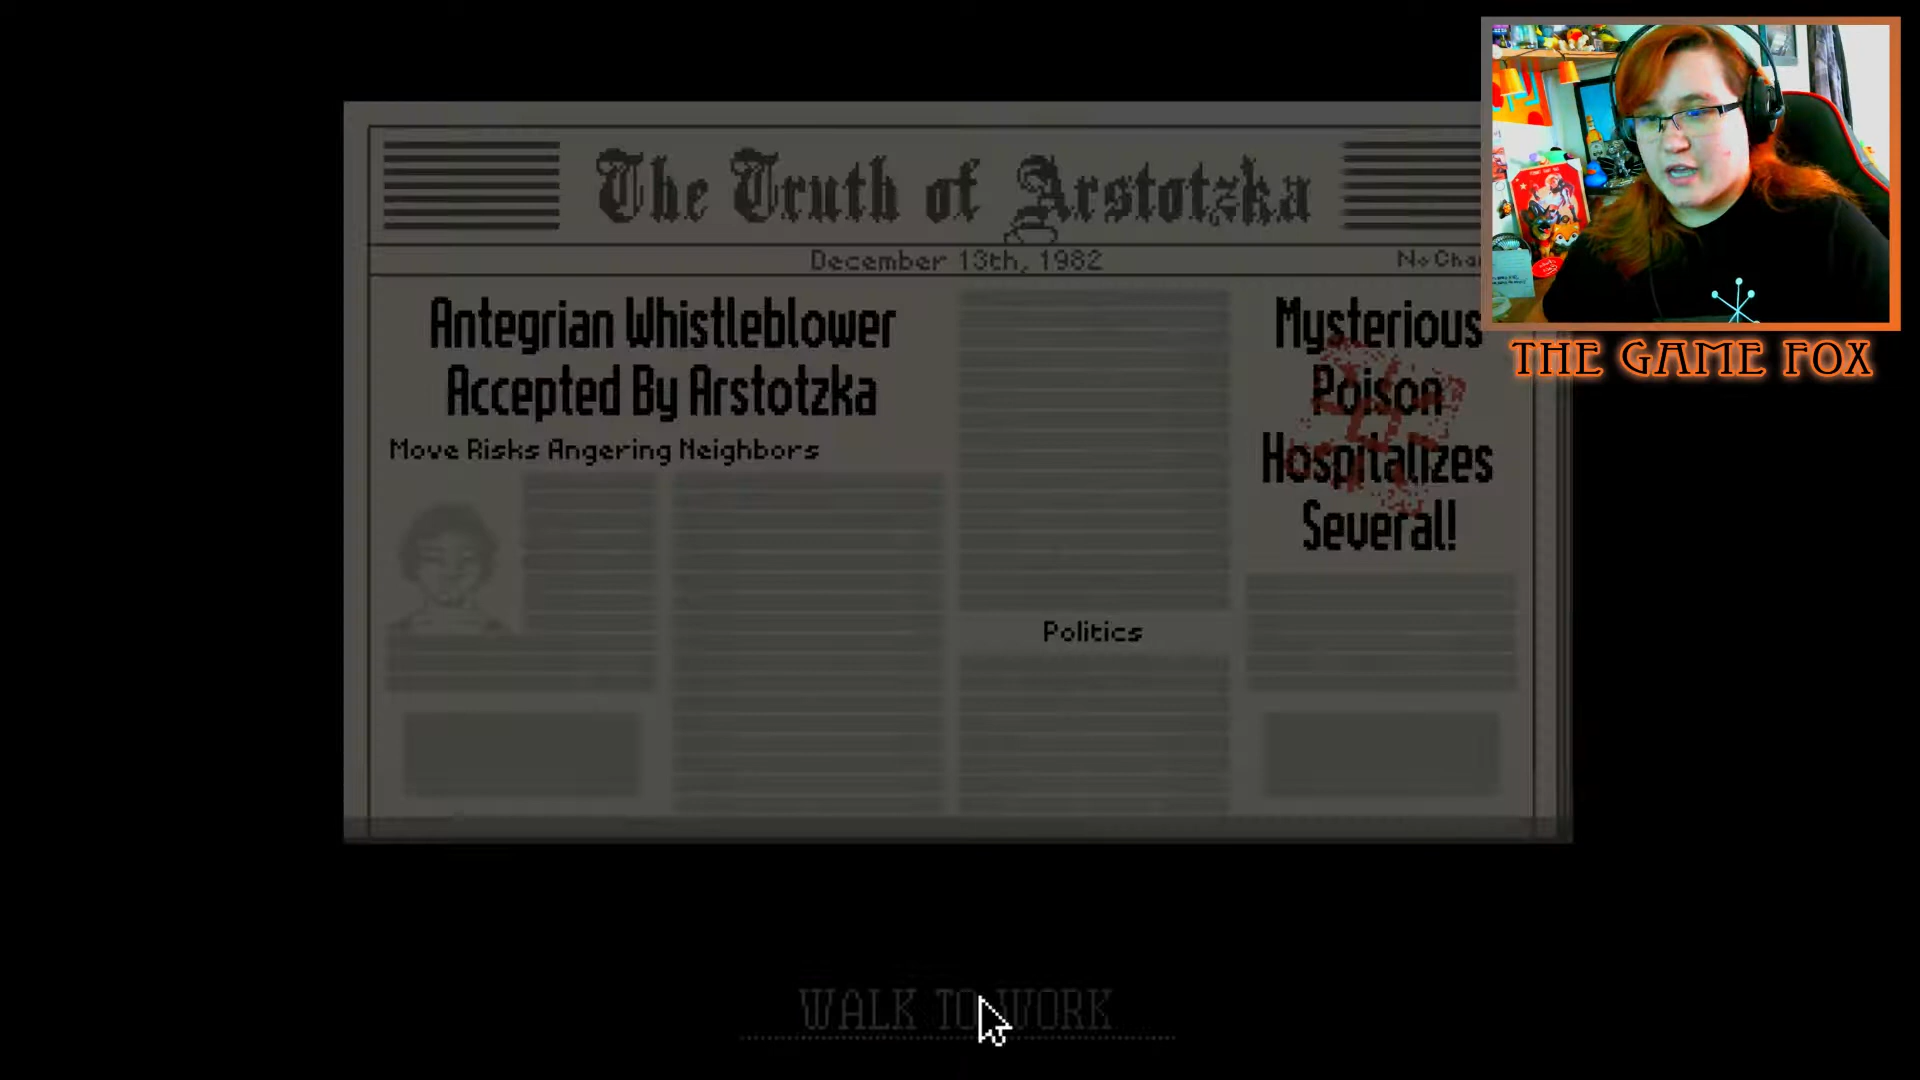 The Truth of Arstotzka
December 13th, 1982
No
Antegrian Whistleblower
Accepted By Arstotzka
Move Risks Angering Neighbors
Politics
Mysterious
Poison
Hospitalizes
Several!
THE GAME FOX
WALK TO WORK